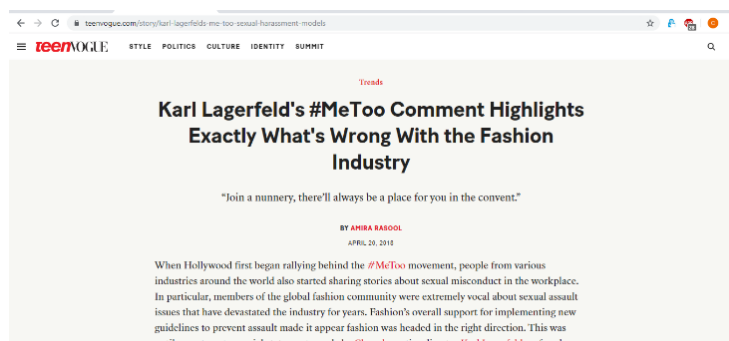 teenvogue.com/story/karl-lagerfelds-me-too-sexual-harassment-models
teenVOGUE STYLE POLITICS CULTURE IDENTITY SUMMIT
Trends
Karl Lagerfeld's #MeToo Comment Highlights
Exactly What's Wrong With the Fashion
Industry
“Join a nunnery, there’ll always be a place for you in the convent.”
BY AMIRA RASOOL
APRIL 20, 2018
When Hollywood first began rallying behind the #MeToo movement, people from various
industries around the world also started sharing stories about sexual misconduct in the workplace.
In particular, members of the global fashion community were extremely vocal about sexual assault
issues that have devastated the industry for years. Fashion’s overall support for implementing new
guidelines to prevent assault made it appear fashion was headed in the right direction. This was